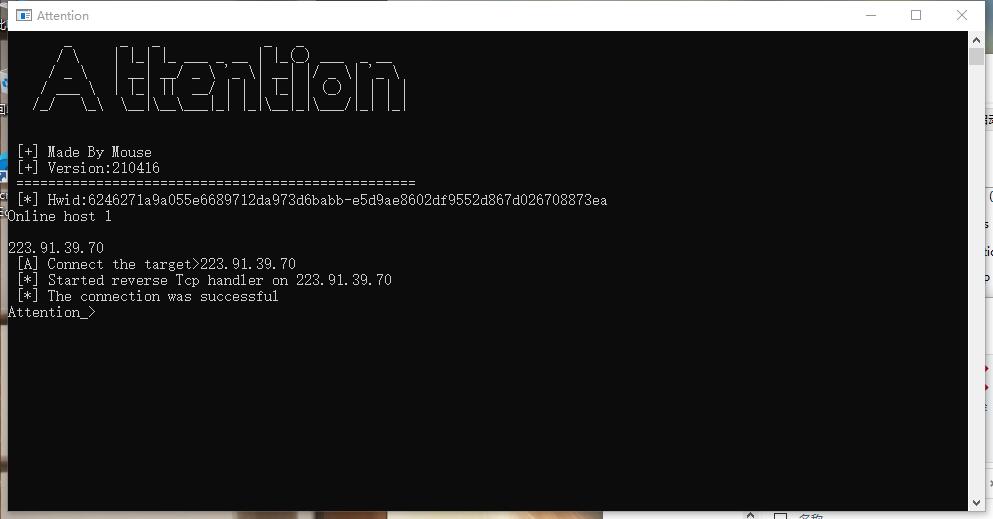 Attention
Attention
[+] Made By Mouse
[+] Version:210416
==================================================
[*] Hwid:6246271a9a055e6689712da973d6babb-e5d9ae8602df9552d867d026708873ea
Online host 1
223.91.39.70
[A] Connect the target>223.91.39.70
[*] Started reverse Tcp handler on 223.91.39.70
[*] The connection was successful
Attention_>
名称